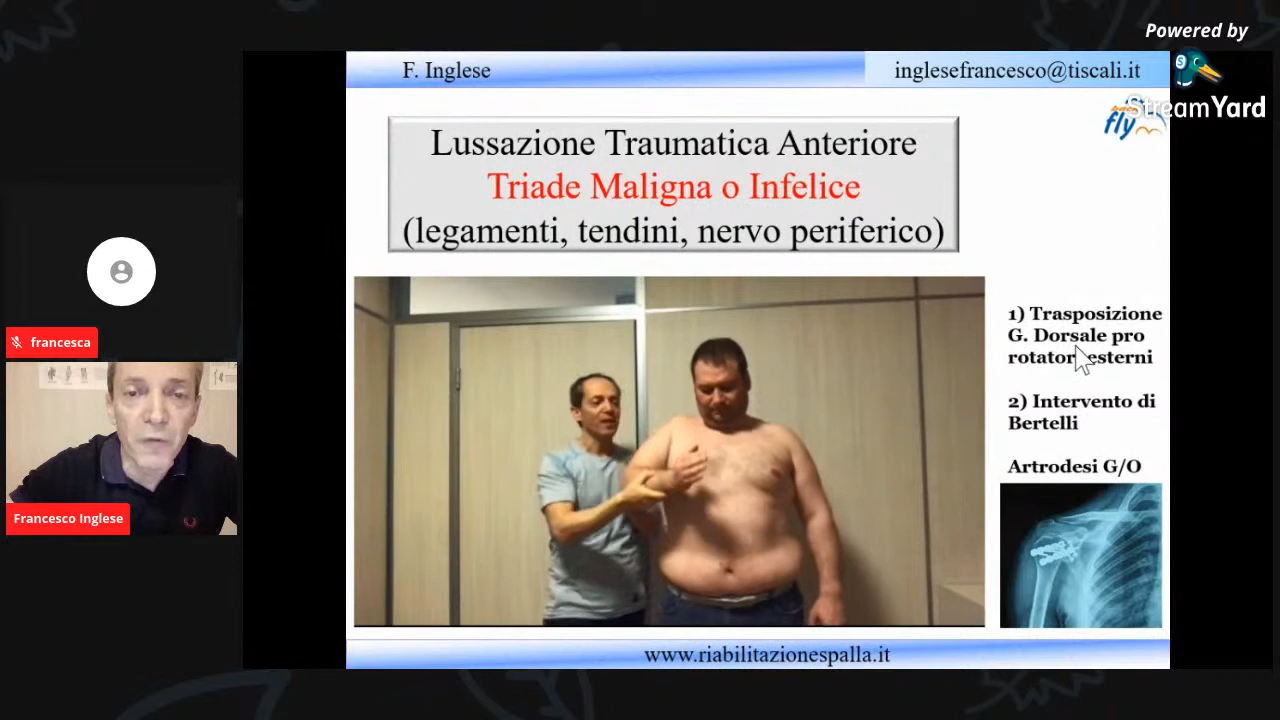 Powered by
StreamYard
F. Inglese
inglesefrancesco@tiscali.it
fly
Lussazione Traumatica Anteriore
Triade Maligna o Infelice
(legamenti, tendini, nervo periferico)
1) Trasposizione
G. Dorsale pro
rotatori esterni
2) Intervento di
Bertelli
Artrodesi G/O
francesca
Francesco Inglese
www.riabilitazionespalla.it